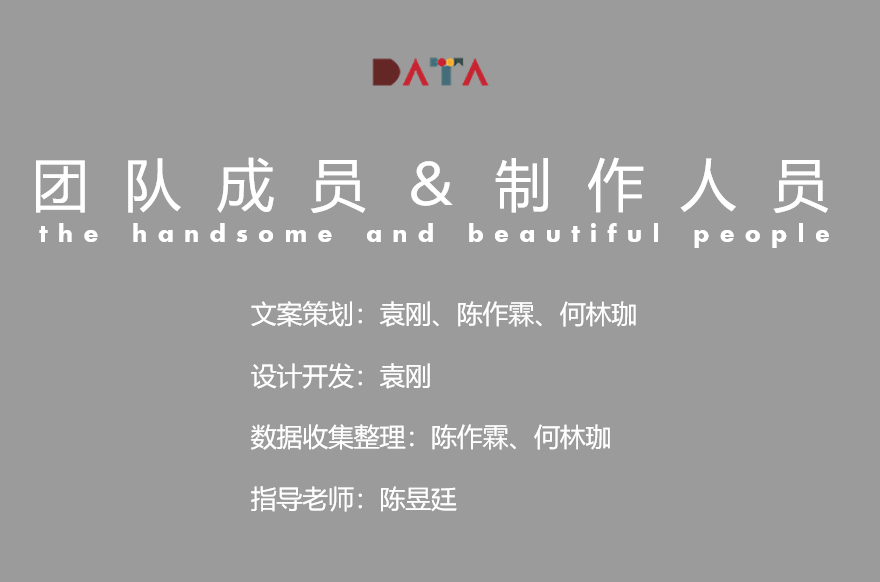 DATA
团队成员&制作人员
the handsome and beautiful people
文案策划：袁刚、陈作霖、何林珈
设计开发：袁刚
数据收集整理：陈作霖、何林珈
指导老师：陈昱廷